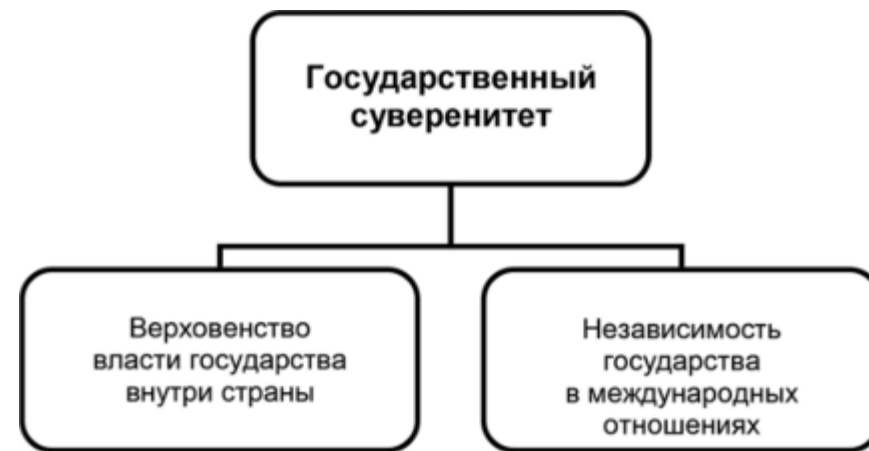 Государственный
суверенитет
Верховенство
власти государства
внутри страны
Независимость
государства
в международных
отношениях